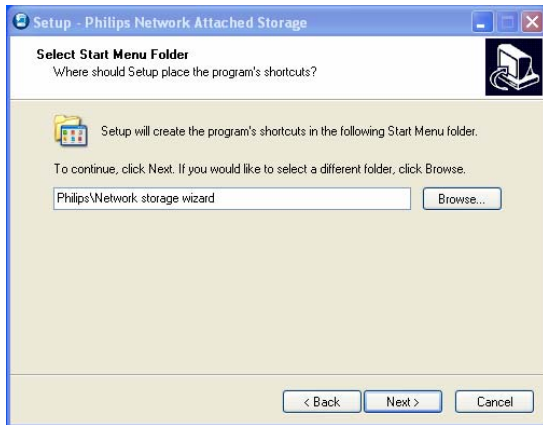 Setup - Philips Network Attached Storage
Select Start Menu Folder
Where should Setup place the program's shortcuts?
Setup will create the program's shortcuts in the following Start Menu folder.
To continue, click Next. If you would like to select a different folder, click Browse.
Philips\Network storage wizard
Browse...
< Back
Next >
Cancel